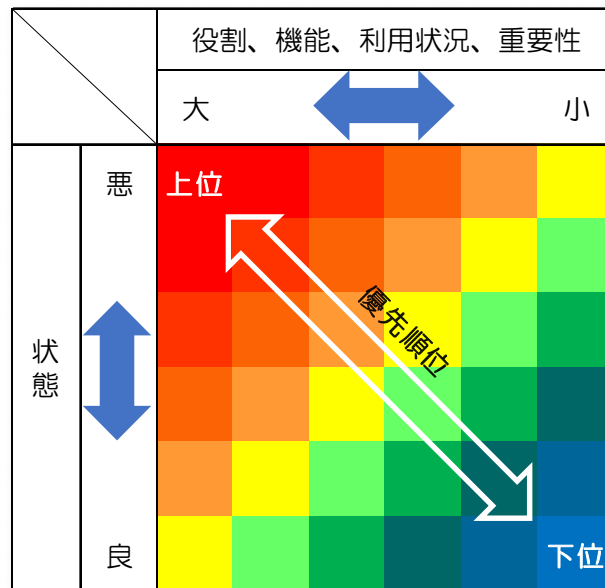 役割、機能、利用状況、重要性
大
小
悪
上位
優先順位
状態
良
下位